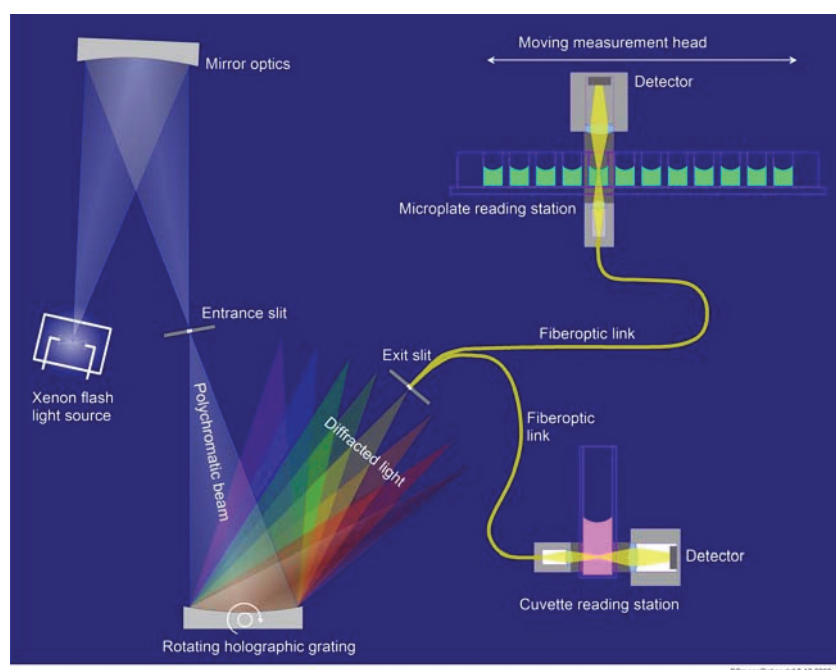 Moving measurement head
Mirror optics
Detector
Microplate reading station
Entrance slit
Fiberoptic link
Exit slit
Xenon flash
light source
Polychromatic beam
Diffracted light
Fiberoptic
link
Detector
Cuvette reading station
Rotating holographic grating